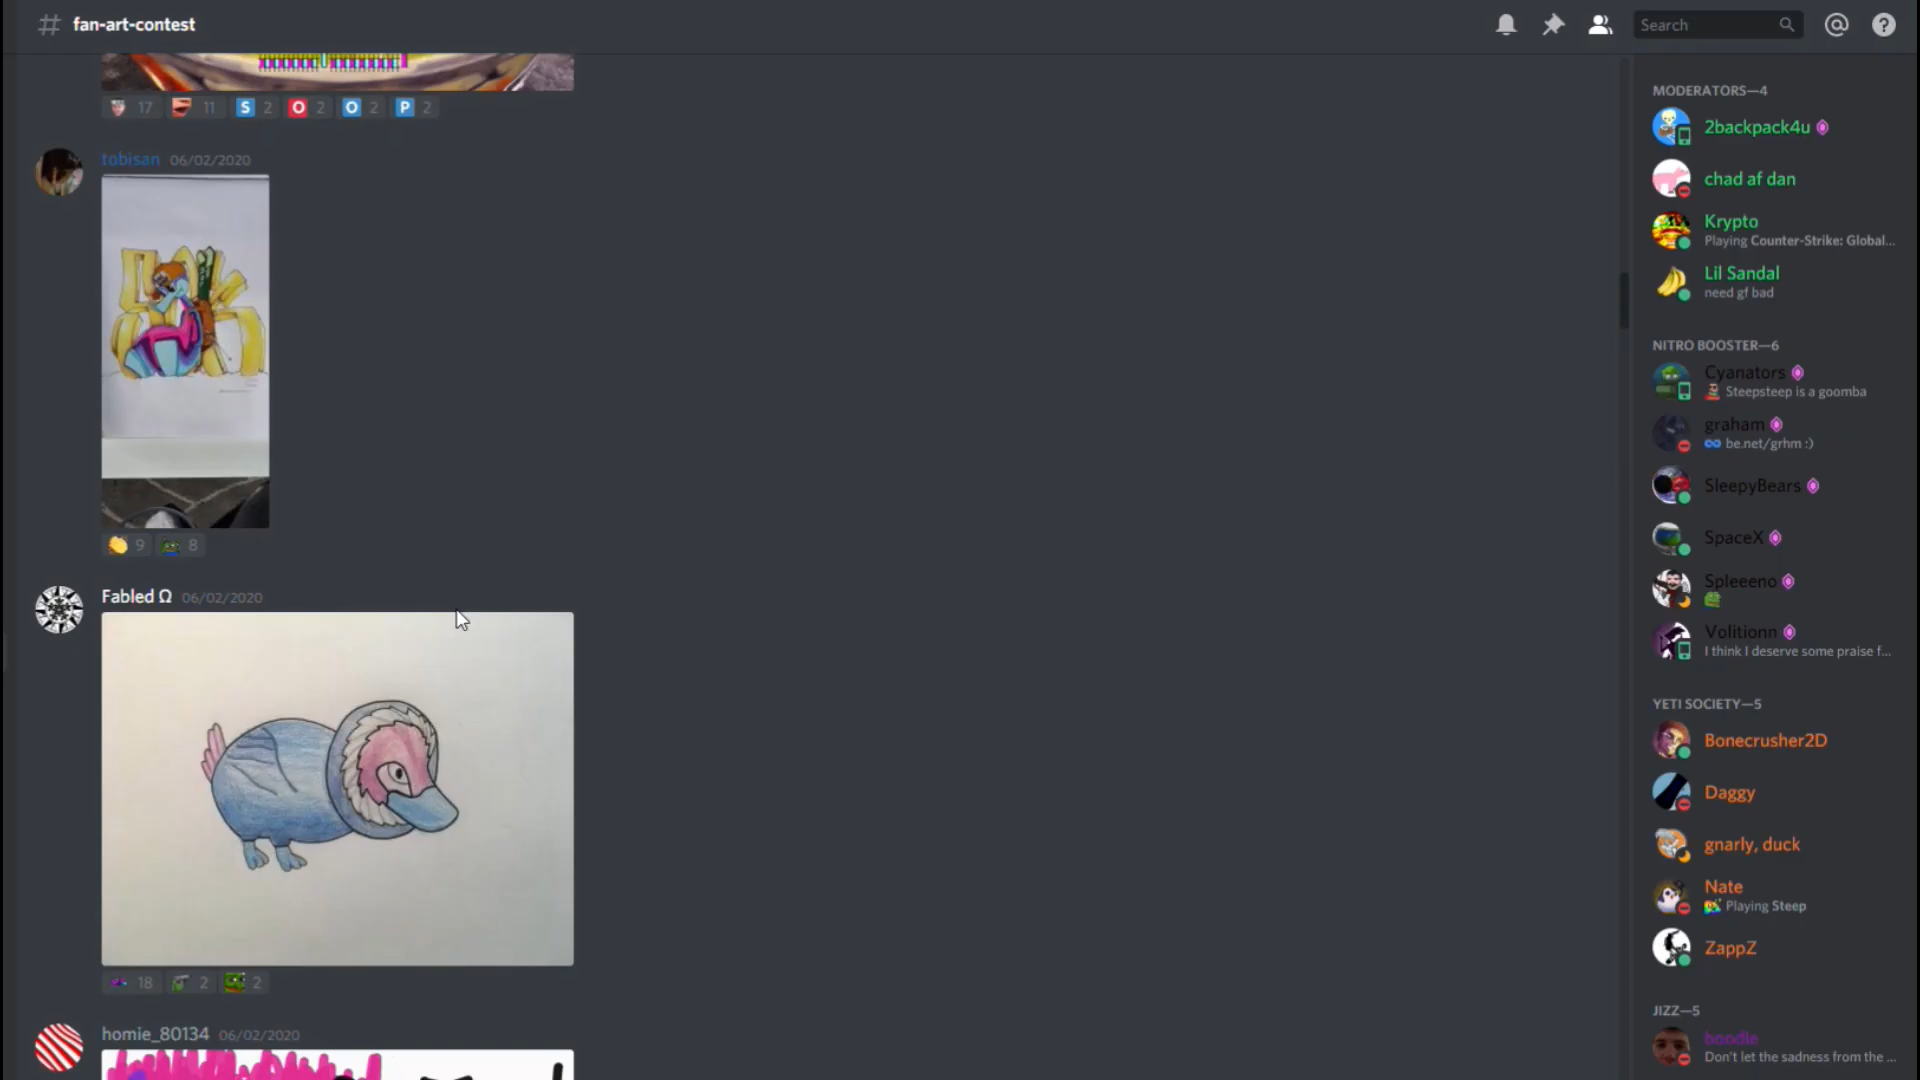 fan-art-contest
Search
17 11 S 2 O 2 O 2 P 2
tobisan 06/02/2020
9 8
Fabled Ω 06/02/2020
18 2 2
homie_80134 06/02/2020
MODERATORS—4
2backpack4u
chad af dan
Krypto
Playing Counter-Strike: Global...
Lil Sandal
need gf bad
NITRO BOOSTER—6
Cyanators
Steepsteep is a goomba
graham
be.net/grhm :)
SleepyBears
SpaceX
Spleeeno
Volitionn
I think I deserve some praise f...
YETI SOCIETY—5
Bonecrusher2D
Daggy
gnarly, duck
Nate
Playing Steep
ZappZ
JIZZ—5
boodle
Don't let the sadness from the ...